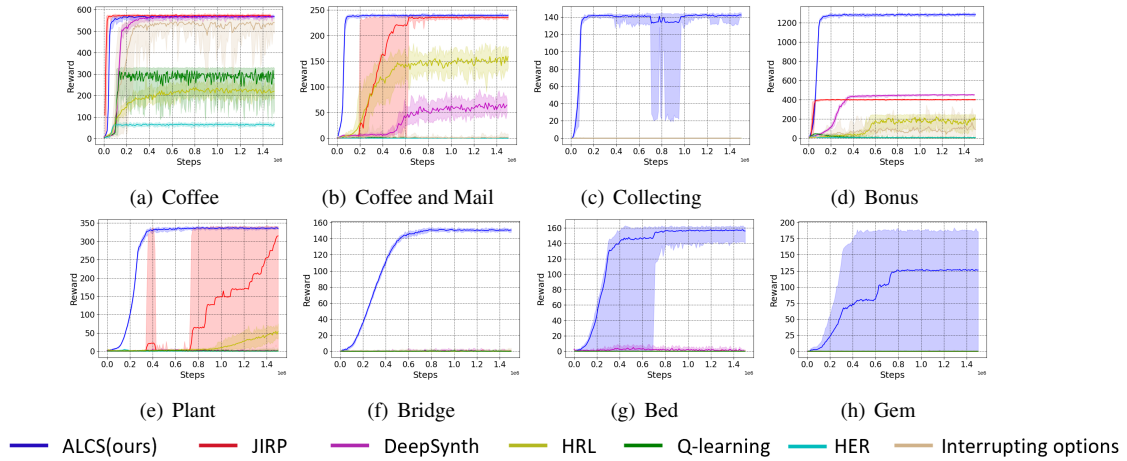 600
500
400
300
200
100
0
Reward
0.0 0.2 0.4 0.6 0.8 1.0 1.2 1.4
Steps
1e6
(a) Coffee
250
200
150
100
50
0
Reward
0.0 0.2 0.4 0.6 0.8 1.0 1.2 1.4
Steps
1e6
(b) Coffee and Mail
140
120
100
80
60
40
20
0
Reward
0.0 0.2 0.4 0.6 0.8 1.0 1.2 1.4
Steps
1e6
(c) Collecting
1200
1000
800
600
400
200
0
Reward
0.0 0.2 0.4 0.6 0.8 1.0 1.2 1.4
Steps
1e6
(d) Bonus
350
300
250
200
150
100
50
0
Reward
0.0 0.2 0.4 0.6 0.8 1.0 1.2 1.4
Steps
1e6
(e) Plant
160
140
120
100
80
60
40
20
0
Reward
0.0 0.2 0.4 0.6 0.8 1.0 1.2 1.4
Steps
1e6
(f) Bridge
160
140
120
100
80
60
40
20
0
Reward
0.0 0.2 0.4 0.6 0.8 1.0 1.2 1.4
Steps
1e6
(g) Bed
200
175
150
125
100
75
50
25
0
Reward
0.0 0.2 0.4 0.6 0.8 1.0 1.2 1.4
Steps
1e6
(h) Gem
ALCS(ours) JIRP DeepSynth HRL Q-learning HER Interrupting options